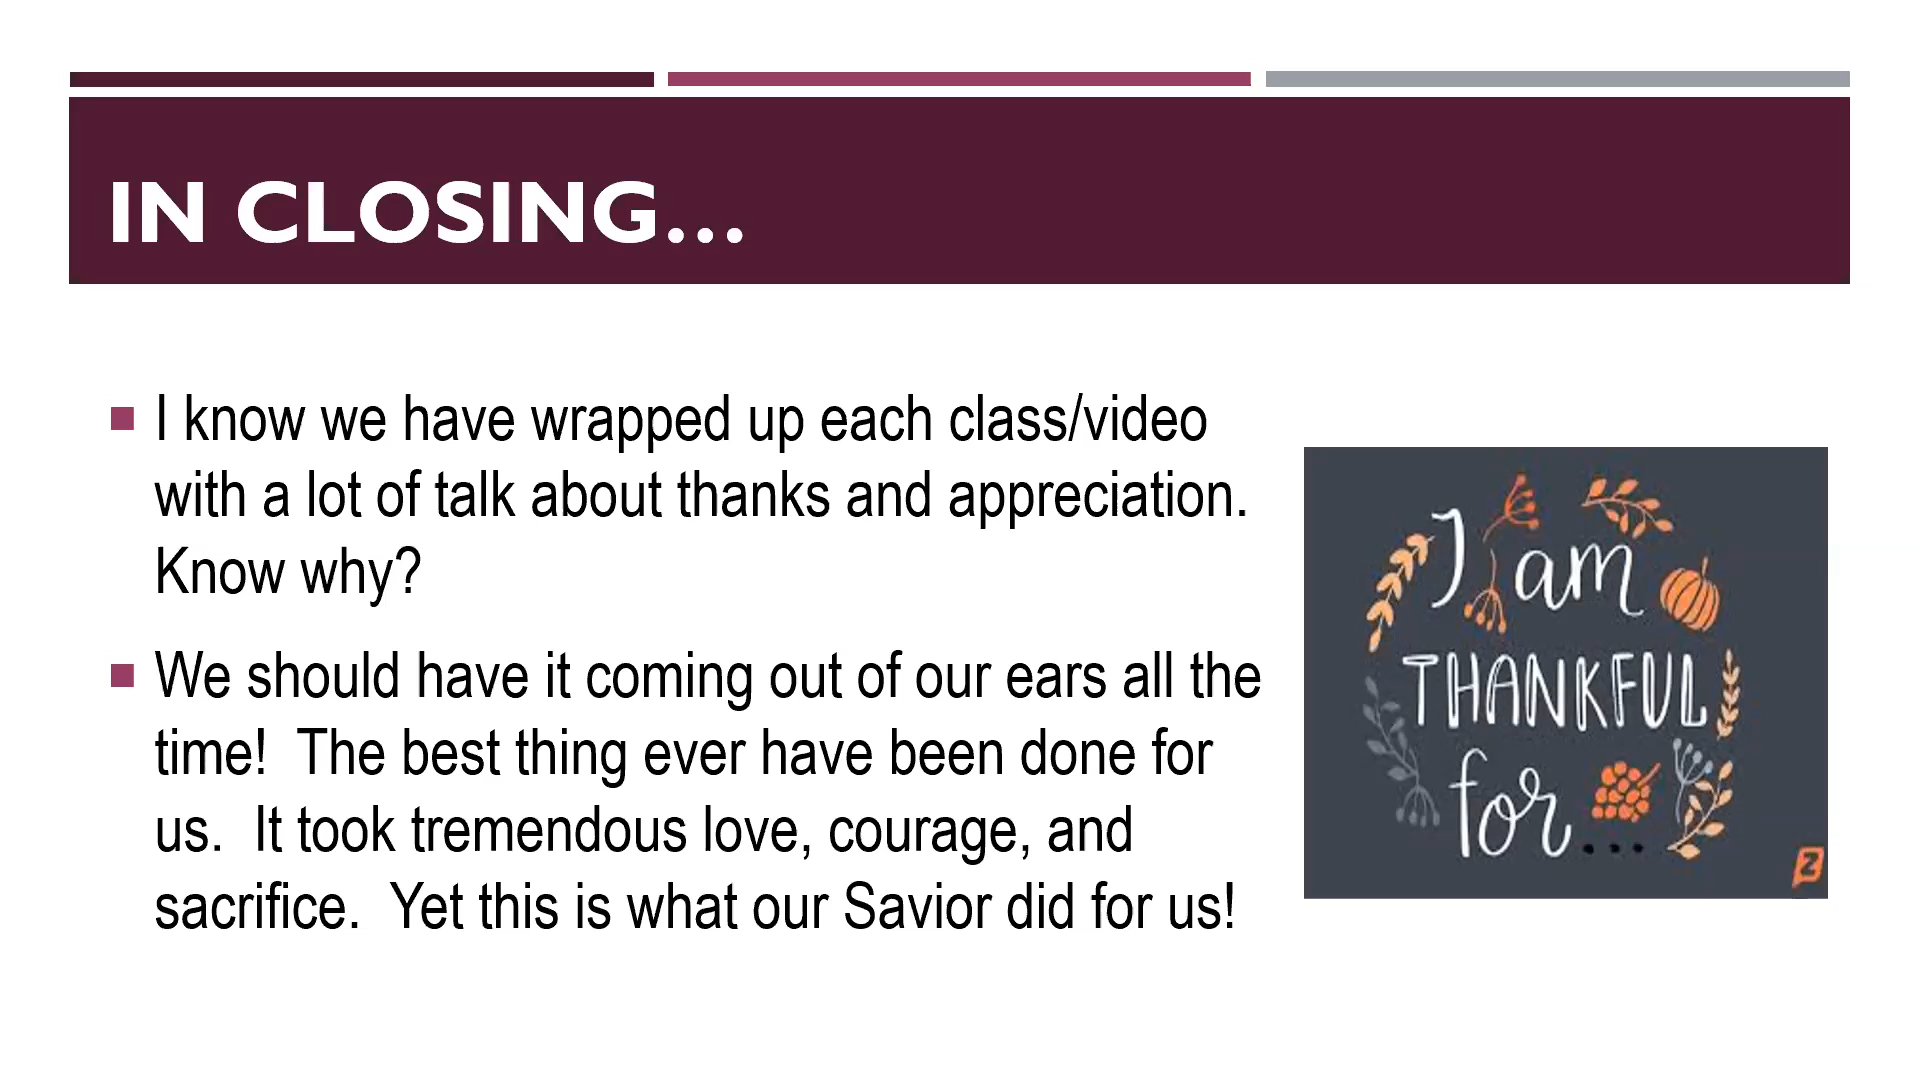 IN CLOSING...
I know we have wrapped up each class/video
with a lot of talk about thanks and appreciation.
Know why?
We should have it coming out of our ears all the
time!  The best thing ever have been done for
us.  It took tremendous love, courage, and
sacrifice.  Yet this is what our Savior did for us!
I am
THANKFUL
for...
Z